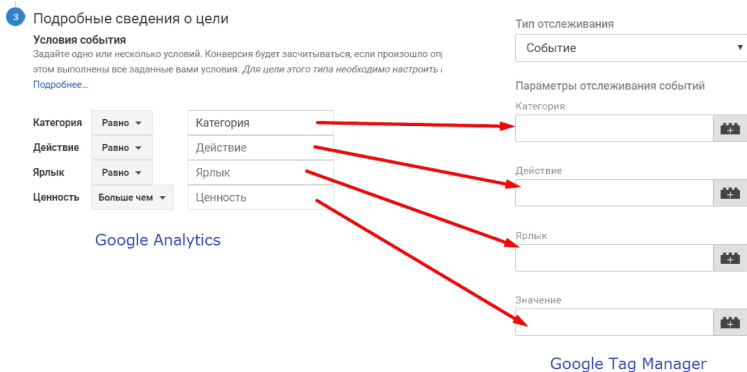 3 Подробные сведения о цели
Условия события
Задайте одно или несколько условий. Конверсия будет засчитываться, если произошло
этом выполнены все заданные вами условия. Для цели этого типа необходимо настроить
Подробнее…
Категория Равно Категория
Действие Равно Действие
Ярлык Равно Ярлык
Ценность Больше чем Ценность
Google Analytics
Тип отслеживания
Событие
Параметры отслеживания событий
Категория
Действие
Ярлык
Значение
Google Tag Manager